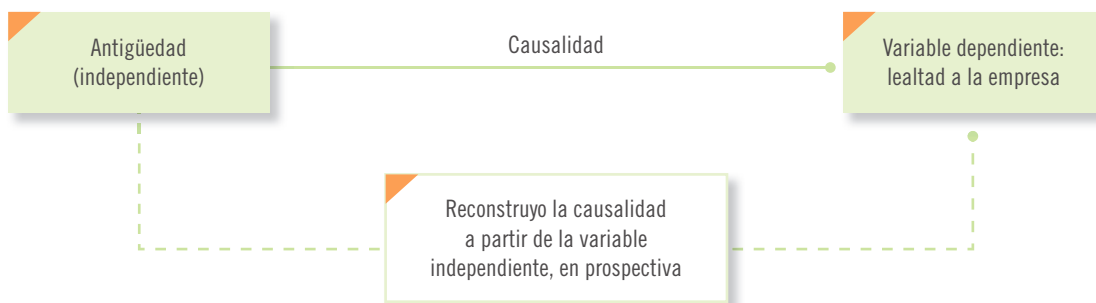 Antigüedad
(independiente)
Causalidad
Variable dependiente:
lealtad a la empresa
Reconstruyo la causalidad
a partir de la variable
independiente, en prospectiva